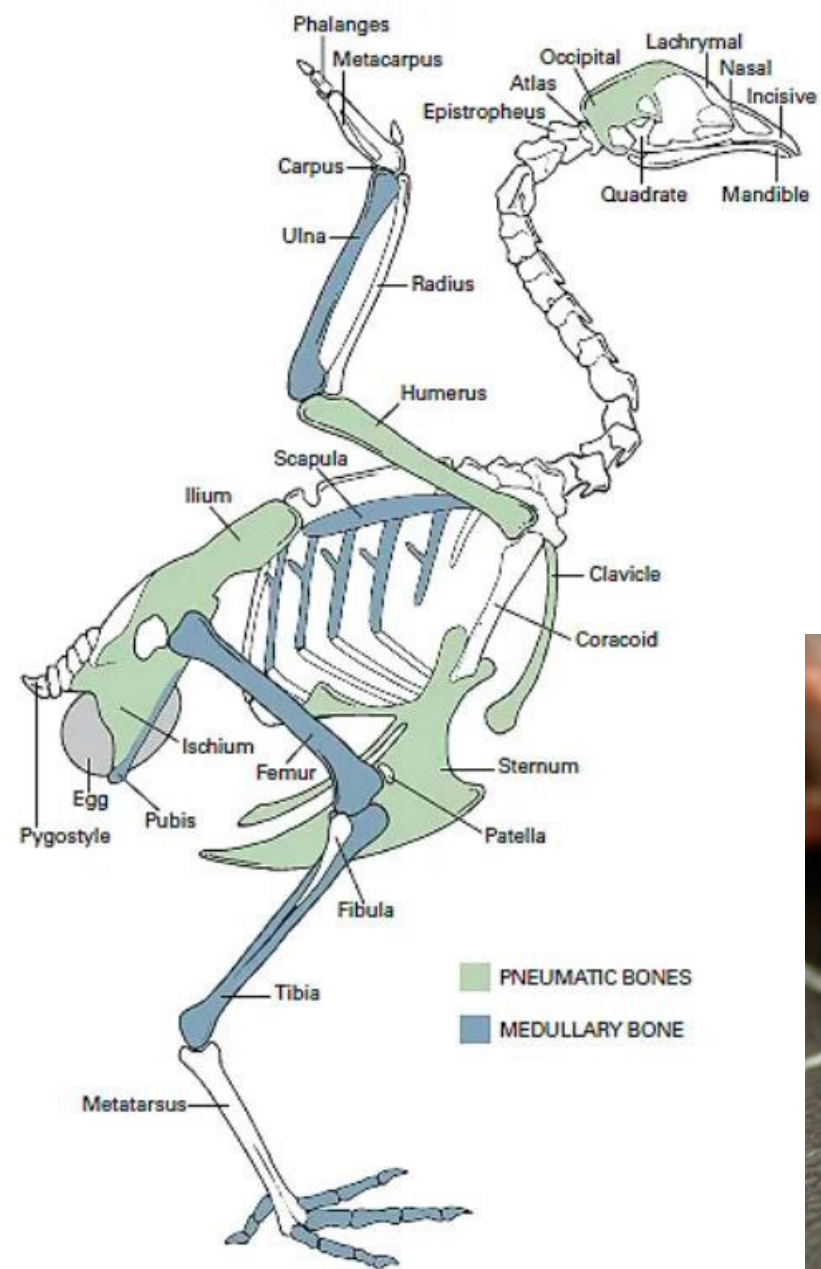 Phalanges
Metacarpus
Lachrymal
Occipital
Nasal
Atlas
Incisive
Epistropheus
Carpus
Quadrate
Mandible
Ulna
Radius
Humerus
Scapula
Ilium
Clavicle
Coracoid
Ischium
Femur
Sternum
Egg
Pubis
Pygostyle
Patella
Fibula
PNEUMATIC BONES
Tibia
MEDULLARY BONE
Metatarsus